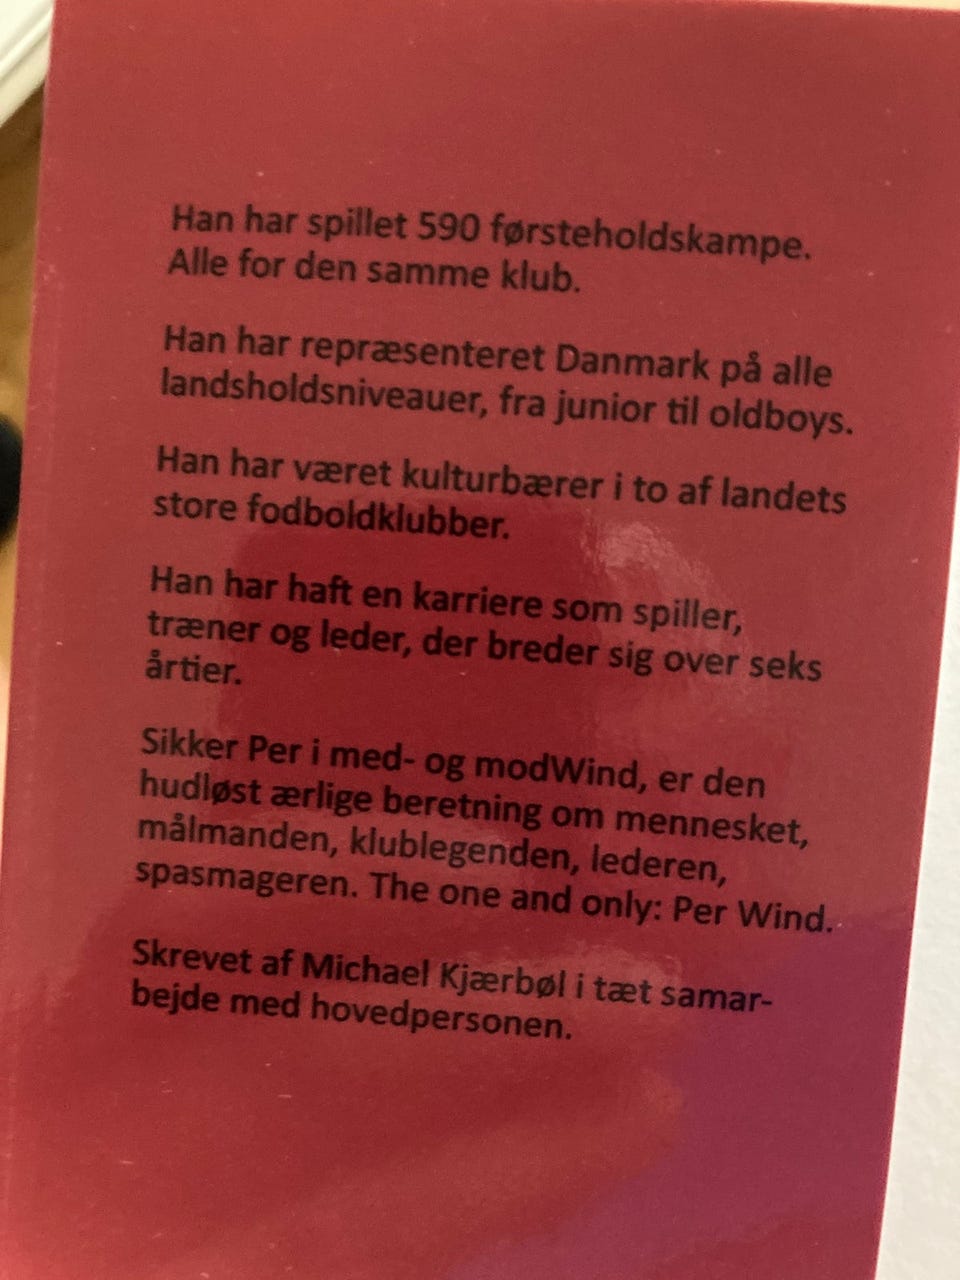 Han har spillet 590 førsteholdskampe.
Alle for den samme klub.
Han har repræsenteret Danmark på alle
landsholdsniveauer, fra junior til oldboys.
Han har været kulturbærer i to af landets
store fodboldklubber.
Han har haft en karriere som spiller,
træner og leder, der breder sig over seks
årtier.
Sikker Per i med- og modWind, er den
hudløst ærlige beretning om mennesket,
målmanden, klublegenden, lederen,
spasmageren. The one and only: Per Wind.
Skrevet af Michael Kjærbøl i tæt samar-
bejde med hovedpersonen.